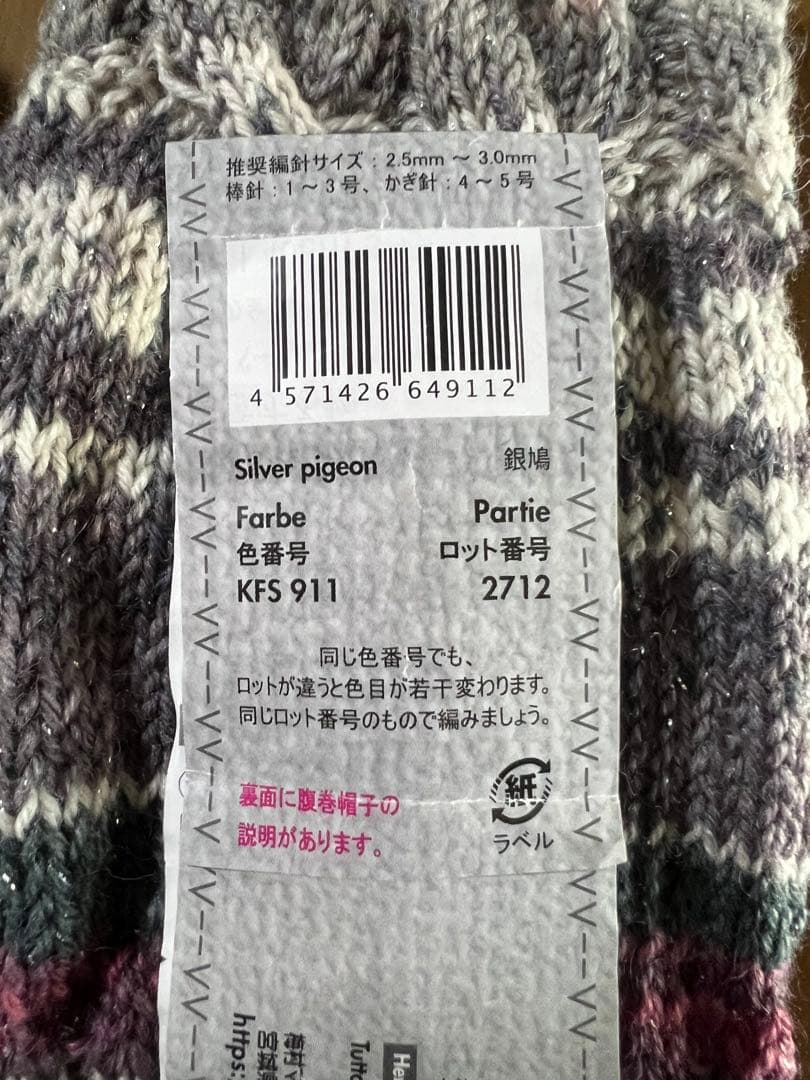 推奨編針サイズ：2.5mm ～ 3.0mm
棒針：1～3号、かぎ針：4～5号
4 571426 649112
Silver pigeon 銀鳩
Farbe Partie
色番号 ロット番号
KFS 911 2712
同じ色番号でも、
ロットが違うと色目が若干変わります。
同じロット番号のもので編みましょう。
裏面に腹巻帽子の
説明があります。
紙
ラベル
https:
Tutto